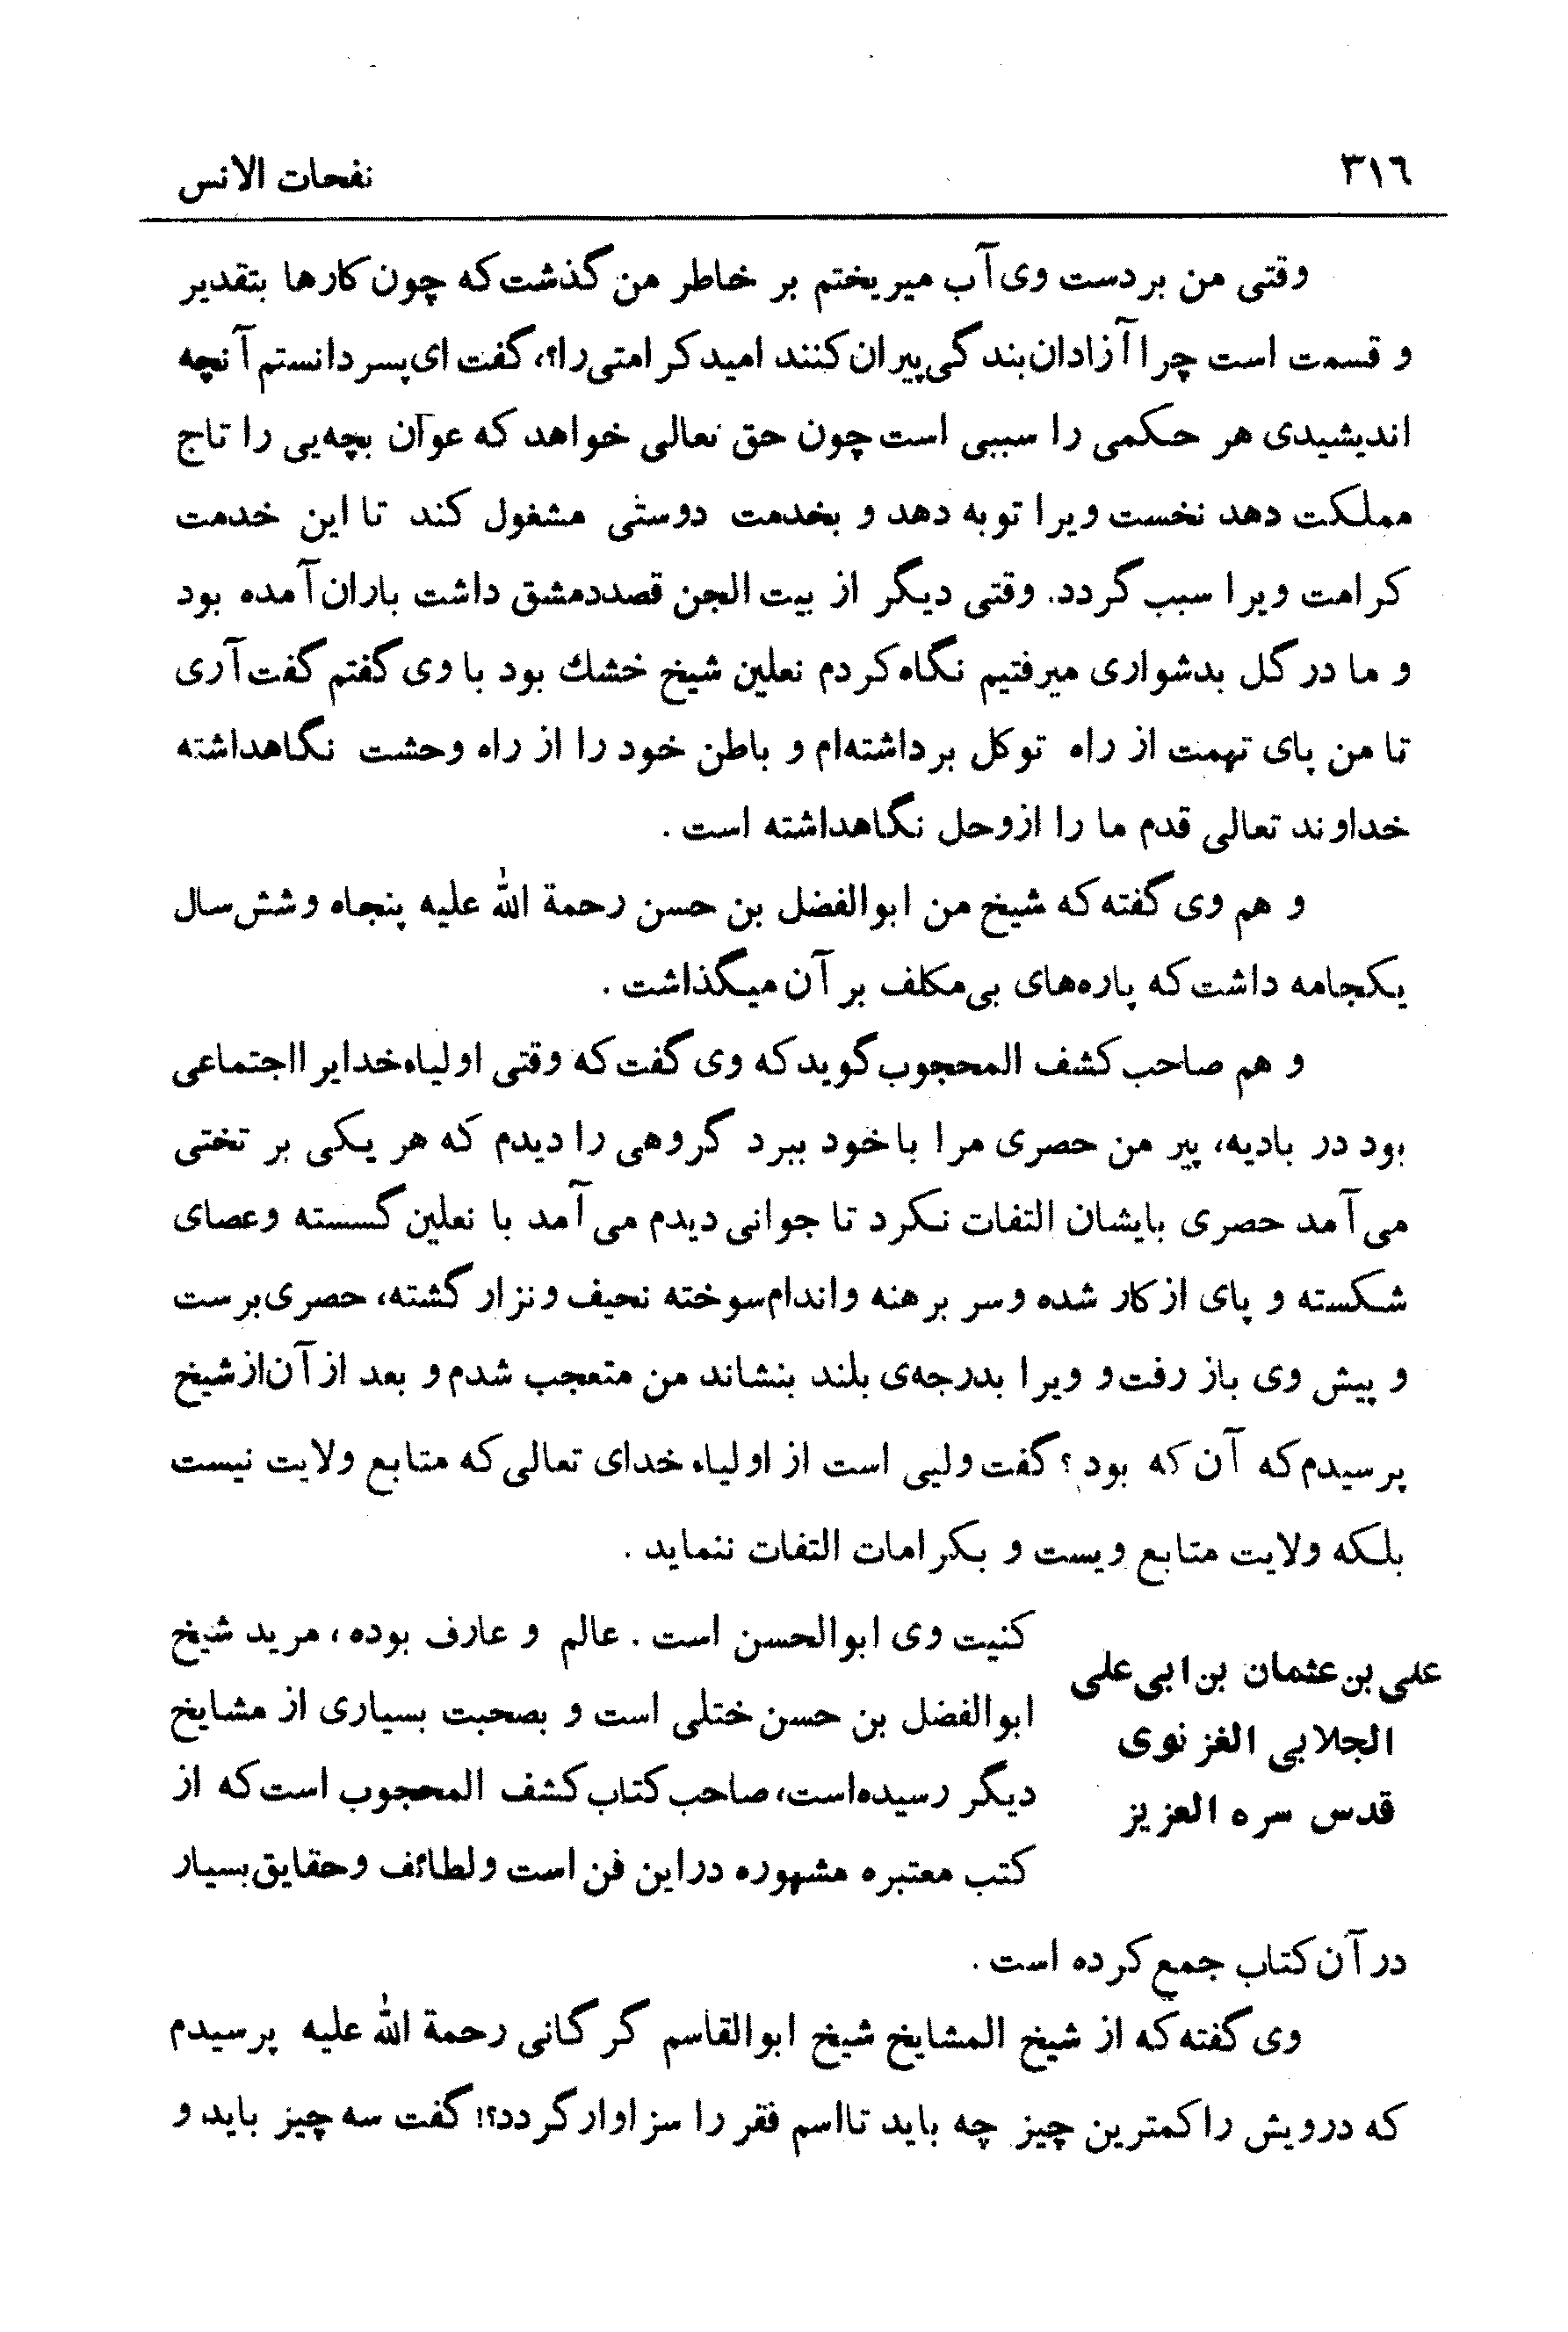 ٣١٦
نفحات الانس
وقتی من بردست وی آب میریختم بر خاطر من گذشت که چون کارها بتقدیر
و قسمت است چرا آزادان بندگی پیران کنند امید کرامتی را؟، گفت ای پسر دانستم آنچه
اندیشیدی هر حکمی را سببی است چون حق تعالی خواهد که عوآن بچه‌یی را تاج
مملکت دهد نخست ویرا توبه دهد و بخدمت دوستی مشغول کند تا این خدمت
کرامت ویرا سبب گردد. وقتی دیگر از بیت الجن قصددمشق داشت باران آمده بود
و ما در گل بدشواری میرفتیم نگاه کردم نعلین شیخ خشك بود با وی گفتم گفت آری
تا من پای تهمت از راه توکل برداشته‌ام و باطن خود را از راه وحشت نگاهداشته
خداوند تعالی قدم ما را ازوحل نگاهداشته است .
و هم وی گفته که شیخ من ابوالفضل بن حسن رحمة الله علیه پنجاه و شش سال
یکجامه داشت که پاره‌های بی‌مکلف بر آن میگذاشت .
و هم صاحب کشف المحجوب گوید که وی گفت که وقتی اولیاء خدایرا اجتماعی
بود در بادیه، پیر من حصری مرا با خود ببرد گروهی را دیدم که هر یکی بر تختی
می‌آمد حصری بایشان التفات نکرد تا جوانی دیدم می‌آمد با نعلین گسسته وعصای
شکسته و پای از کار شده وسر برهنه واندام سوخته نحیف و نزار گشته، حصری برست
و پیش وی باز رفت و ویرا بدرجه‌ی بلند بنشاند من متعجب شدم و بعد از آن از شیخ
پرسیدم که آن که بود ؟ گفت ولیی است از اولیاء خدای تعالی که متابع ولایت نیست
بلکه ولایت متابع ویست و بکرامات التفات ننماید .
علی بن عثمان بن ابی علی
الجلابی الغزنوی
قدس سره العزیز
کنیت وی ابوالحسن است . عالم و عارف بوده ، مرید شیخ
ابوالفضل بن حسن ختلی است و بصحبت بسیاری از مشایخ
دیگر رسیده‌است، صاحب کتاب کشف المحجوب است که از
کتب معتبره مشهوره دراین فن است ولطائف وحقایق بسیار
در آن کتاب جمع کرده است .
وی گفته که از شیخ المشایخ شیخ ابوالقاسم گرگانی رحمة الله علیه پرسیدم
که درویش را کمترین چیز چه باید تااسم فقر را سزاوار گردد؟! گفت سه چیز باید و